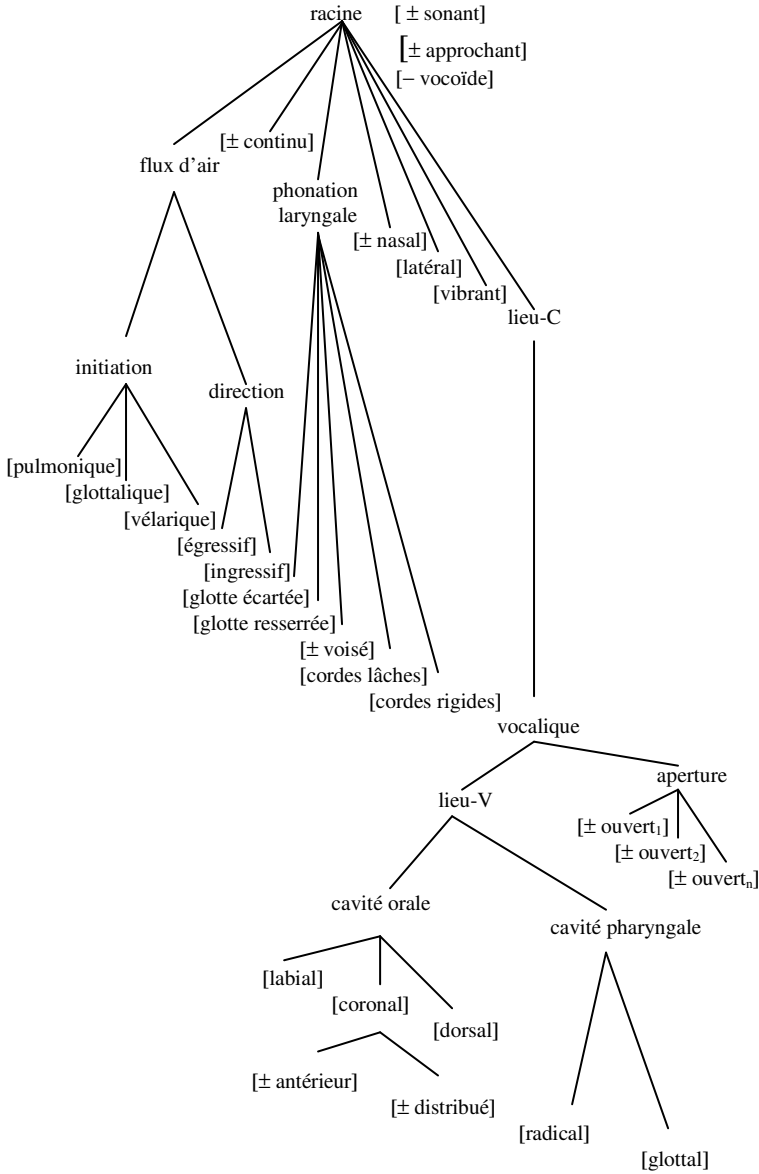 racine [ ± sonant]
[± approchant]
[– vocoïde]
[± continu]
flux d'air
phonation
laryngale
[± nasal]
[latéral]
[vibrant]
lieu-C
initiation
direction
[pulmonique]
[glottalique]
[vélarique]
[égressif]
[ingressif]
[glotte écartée]
[glotte resserrée]
[± voisé]
[cordes lâches]
[cordes rigides]
vocalique
aperture
lieu-V
[± ouvert₁]
[± ouvert₂]
[± ouvertₙ]
cavité orale
cavité pharyngale
[labial]
[coronal]
[dorsal]
[± antérieur]
[± distribué]
[radical]
[glottal]